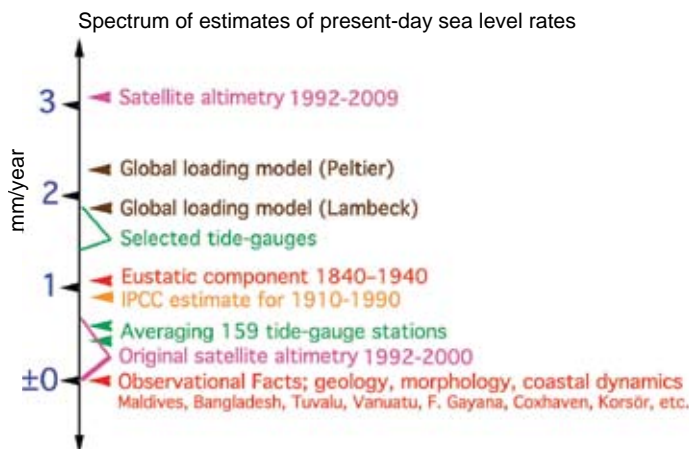 Spectrum of estimates of present-day sea level rates
mm/year
3
Satellite altimetry 1992-2009
Global loading model (Peltier)
2
Global loading model (Lambeck)
Selected tide-gauges
Eustatic component 1840-1940
1
IPCC estimate for 1910-1990
Averaging 159 tide-gauge stations
Original satellite altimetry 1992-2000
±0
Observational Facts; geology, morphology, coastal dynamics
Maldives, Bangladesh, Tuvalu, Vanuatu, F. Gayana, Coxhaven, Korsör, etc.